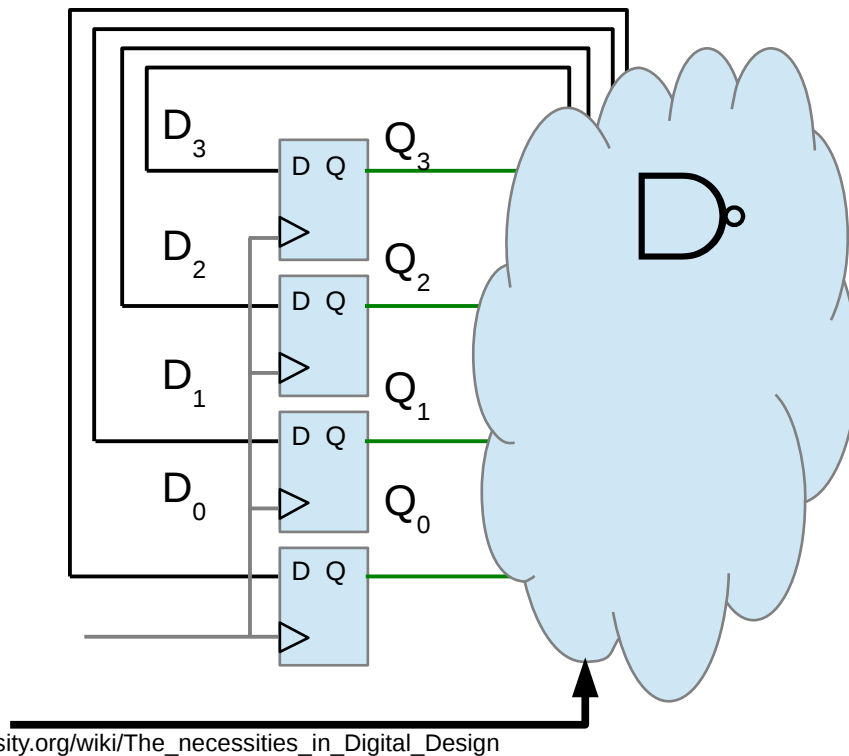 D3
Q3
D Q
D2
Q2
D Q
D1
Q1
D Q
D0
Q0
D Q
sity.org/wiki/The_necessities_in_Digital_Design